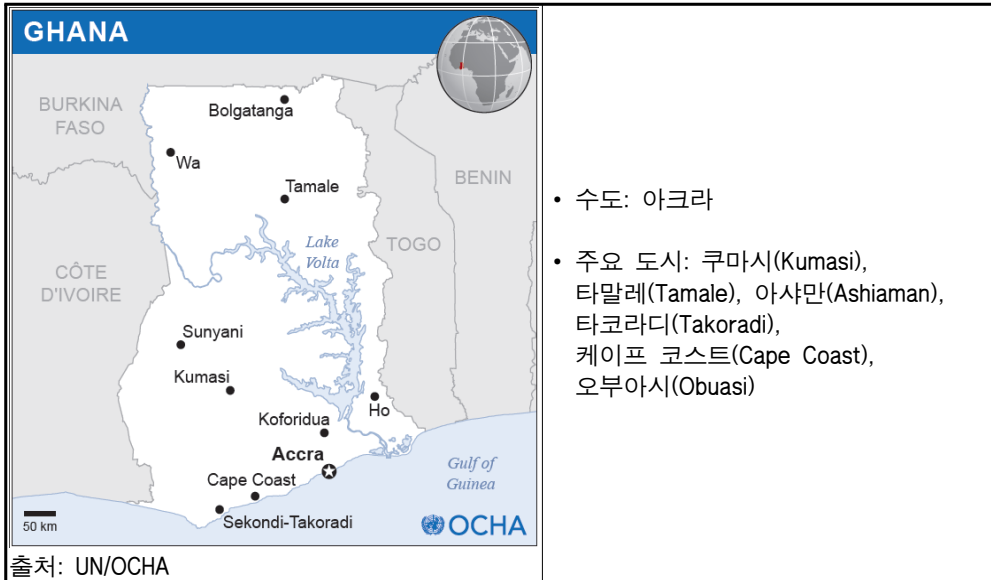 GHANA
BURKINA
FASO
Bolgatanga
Wa
BENIN
Tamale
TOGO
Lake
Volta
CÔTE
D'IVOIRE
Sunyani
Kumasi
Ho
Koforidua
Accra
Gulf of
Guinea
Cape Coast
Sekondi-Takoradi
50 km
OCHA
출처: UN/OCHA
• 수도: 아크라
• 주요 도시: 쿠마시(Kumasi),
타말레(Tamale), 아샤만(Ashiaman),
타코라디(Takoradi),
케이프 코스트(Cape Coast),
오부아시(Obuasi)